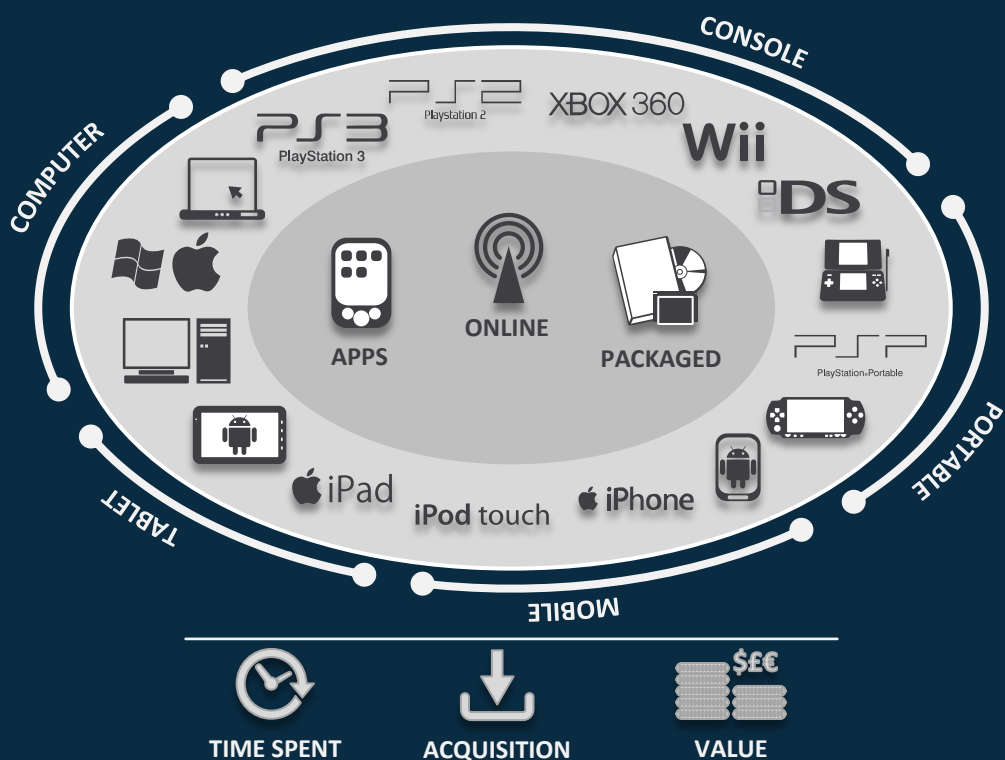 CONSOLE
COMPUTER
PS2
Playstation 2
XBOX 360
PS3
PlayStation 3
Wii
DS
APPS
ONLINE
PACKAGED
PSP
PlayStation Portable
PORTABLE
TABLET
iPad
iPod touch
iPhone
MOBILE
$£€
TIME SPENT
ACQUISITION
VALUE